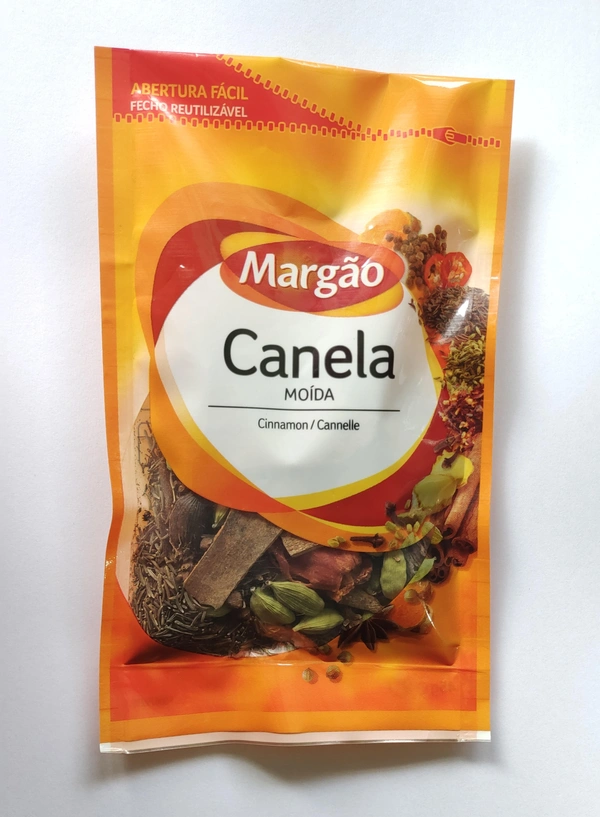 ABERTURA FÁCIL
FECHO REUTILIZÁVEL
Margão
Canela
MOÍDA
Cinnamon / Cannelle